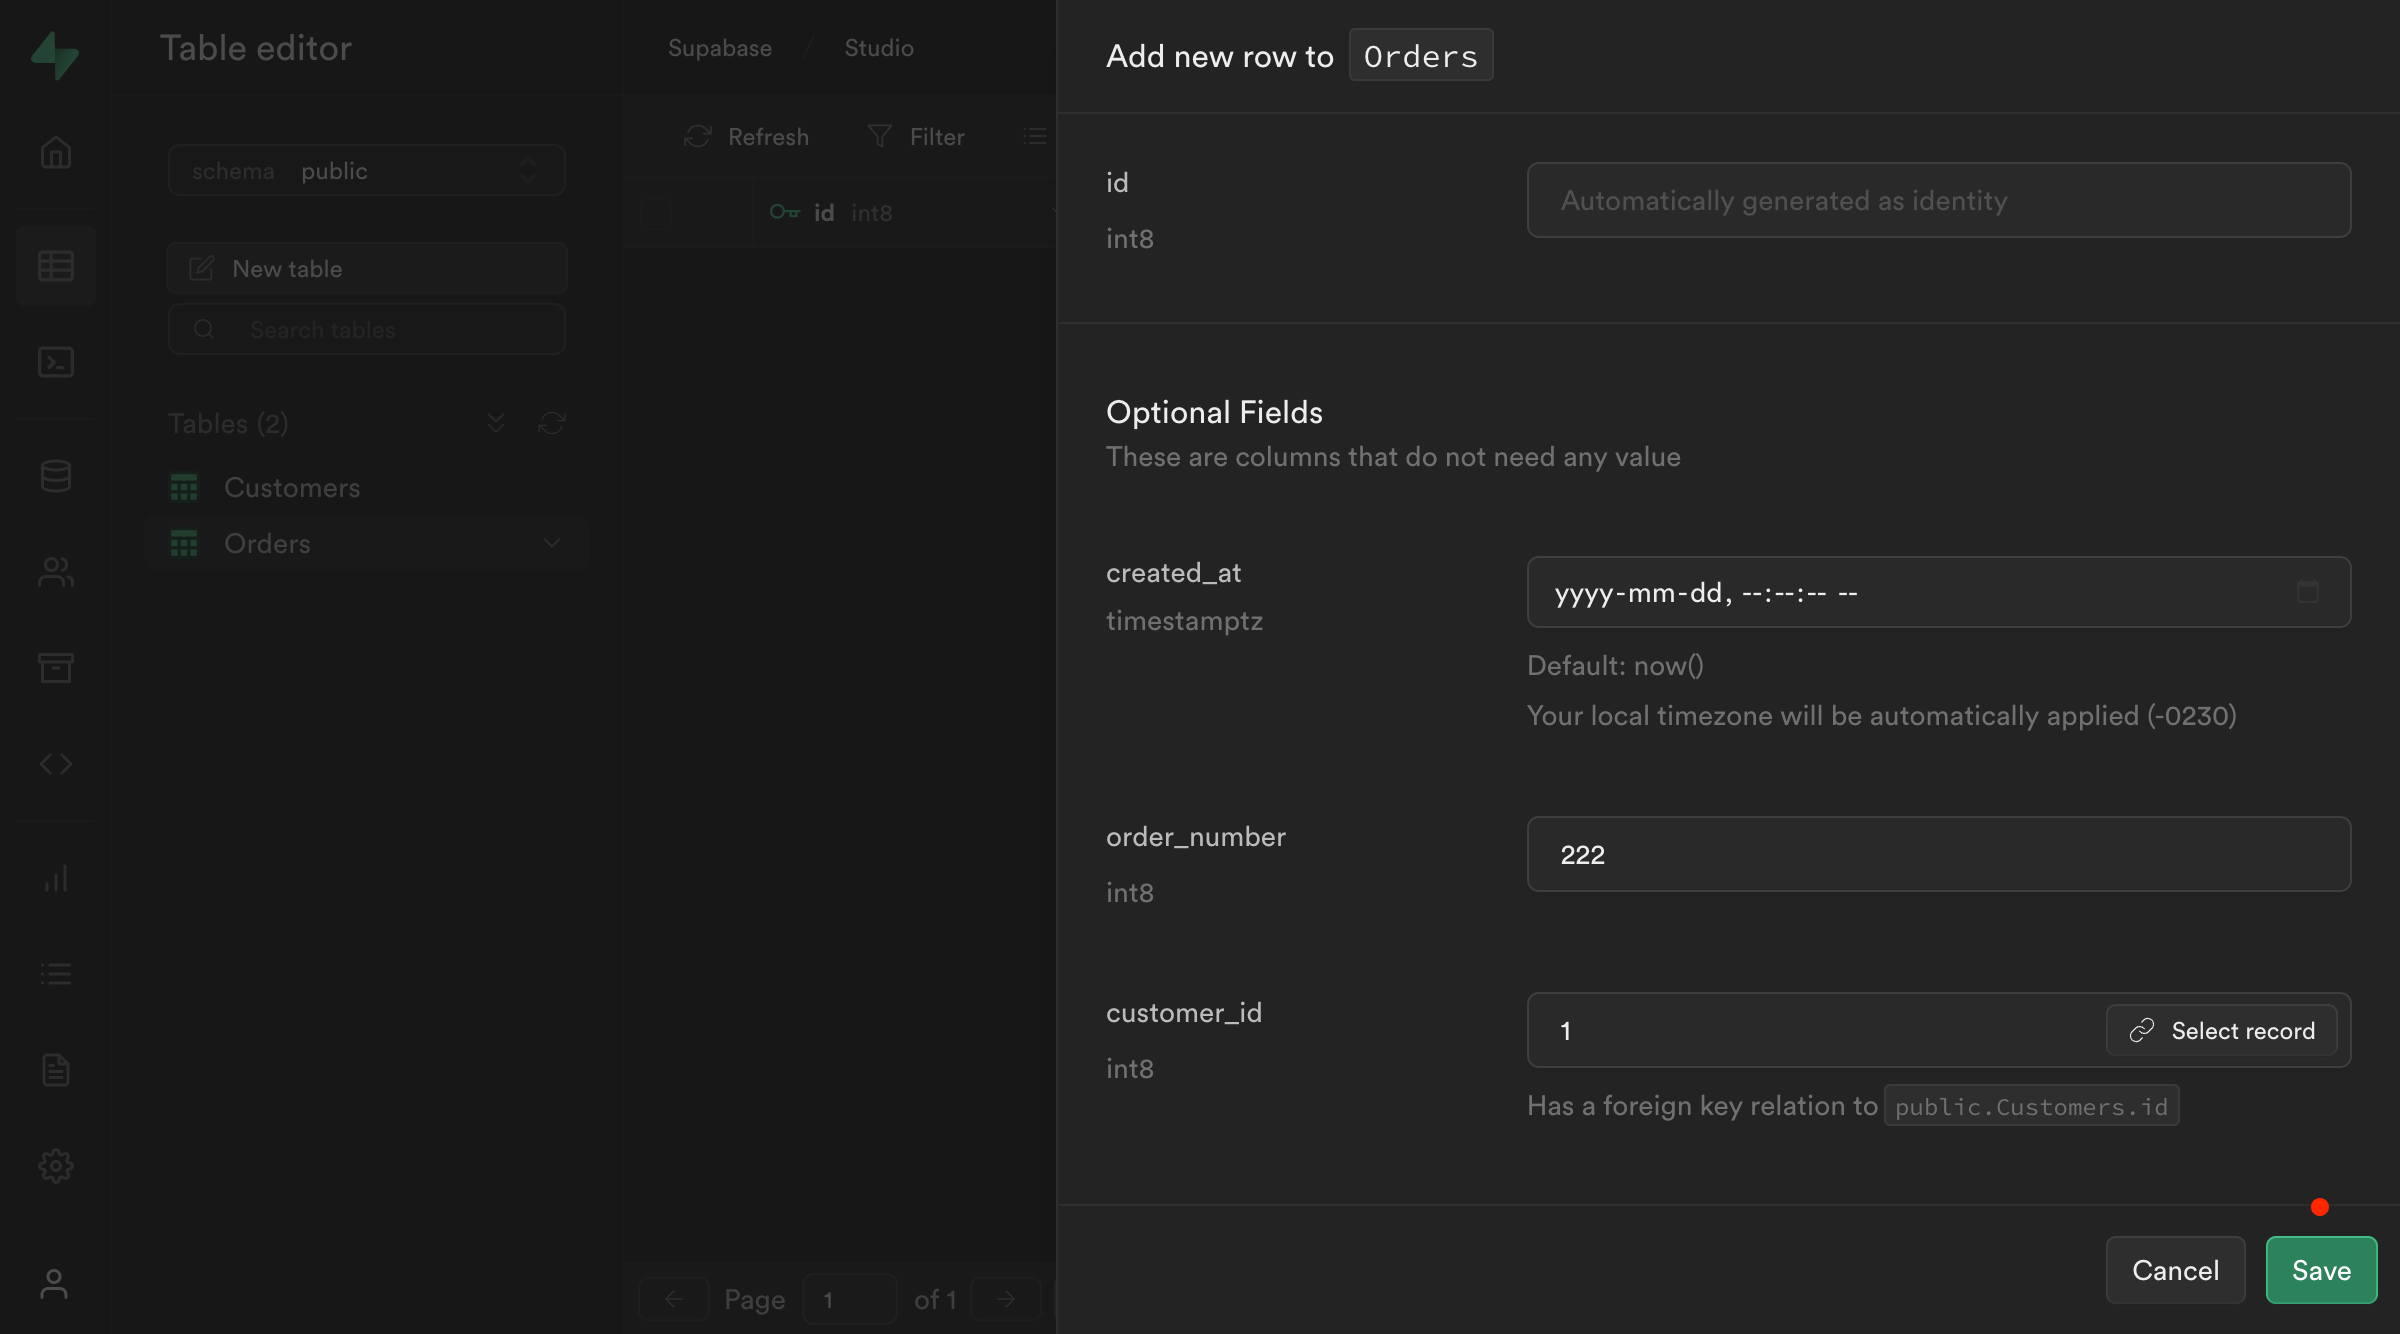 Table editor
schema public
New table
Search tables
Tables (2)
Customers
Orders
Supabase / Studio
Refresh Filter
id int8
Page 1 of 1
Add new row to Orders
id
int8
Automatically generated as identity
Optional Fields
These are columns that do not need any value
created_at
timestamptz
yyyy-mm-dd, --:--:-- --
Default: now()
Your local timezone will be automatically applied (-0230)
order_number
int8
222
customer_id
int8
1
Select record
Has a foreign key relation to public.Customers.id
Cancel Save